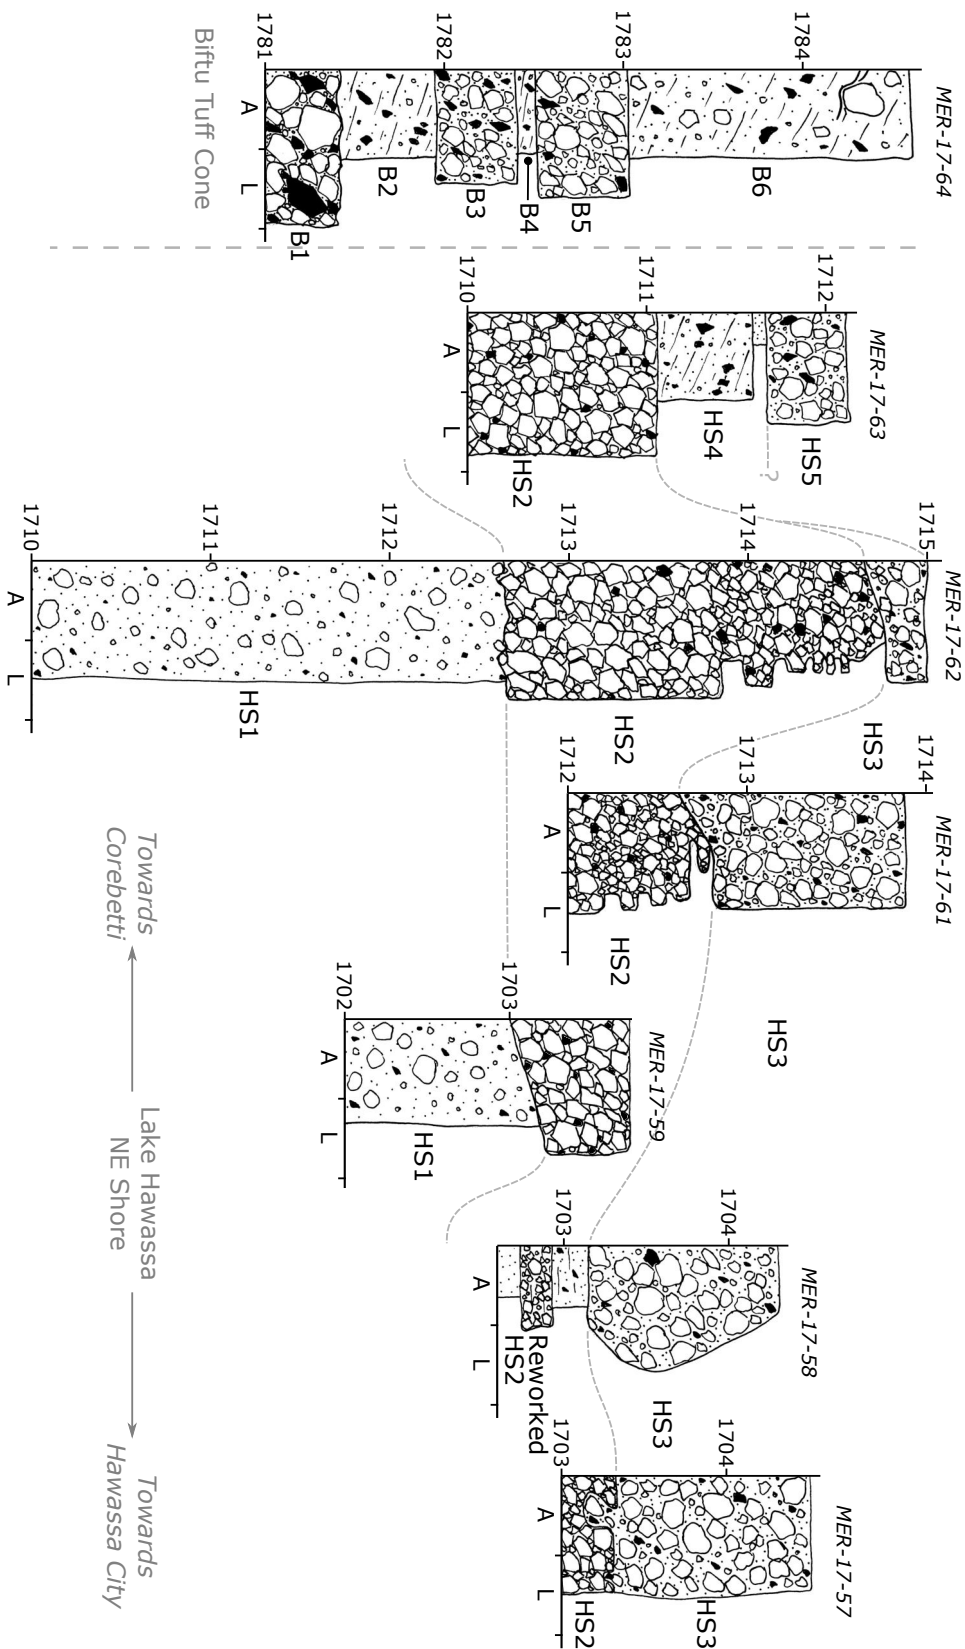 MER-17-64
1784
1783
1782
1781
A
L
B6
B5
B4
B3
B2
B1
Biftu Tuff Cone
MER-17-63
1712
1711
1710
A
L
HS5
HS4
HS2
?
MER-17-62
1715
1714
1713
1712
1711
1710
A
L
HS3
HS2
HS1
MER-17-61
1714
1713
1712
A
L
HS3
HS2
MER-17-59
1703
1702
A
L
HS1
MER-17-58
1704
1703
A
L
HS3
Reworked
HS2
MER-17-57
1704
1703
A
L
HS3
HS2
Towards
Corebetti
Lake Hawassa
NE Shore
Towards
Hawassa City